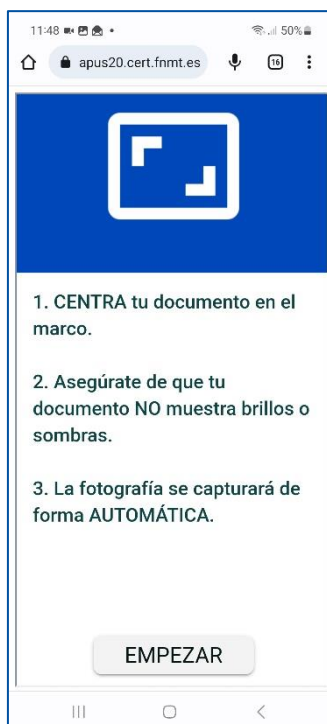 11:48
50%
apus20.cert.fnmt.es
16
1. CENTRA tu documento en el
marco.
2. Asegúrate de que tu
documento NO muestra brillos o
sombras.
3. La fotografía se capturará de
forma AUTOMÁTICA.
EMPEZAR